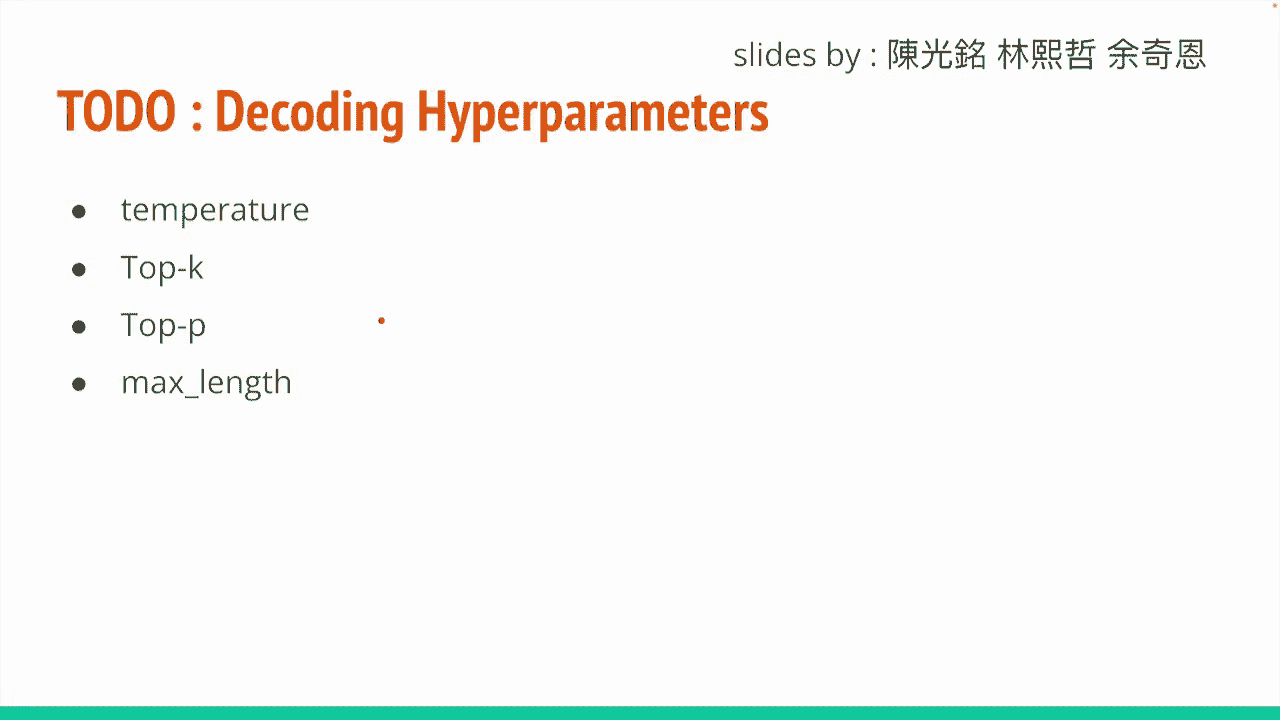 slides by : 陳光銘 林熙哲 余奇恩
TODO : Decoding Hyperparameters
● temperature
● Top-k
● Top-p
● max_length